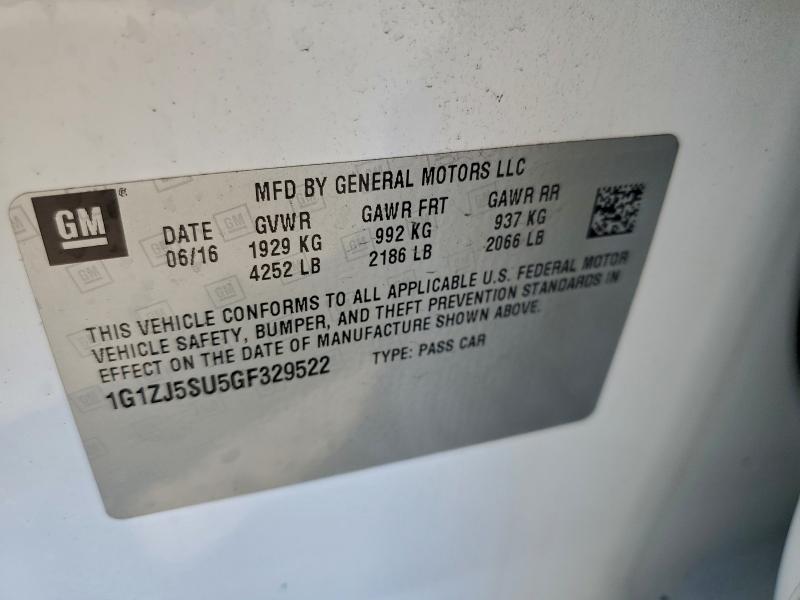 GM®
MFD BY GENERAL MOTORS LLC
DATE GVWR GAWR FRT GAWR RR
06/16 1929 KG 992 KG 937 KG
4252 LB 2186 LB 2066 LB
THIS VEHICLE CONFORMS TO ALL APPLICABLE U.S. FEDERAL MOTOR
VEHICLE SAFETY, BUMPER, AND THEFT PREVENTION STANDARDS IN
EFFECT ON THE DATE OF MANUFACTURE SHOWN ABOVE.
1G1ZJ5SU5GF329522 TYPE: PASS CAR